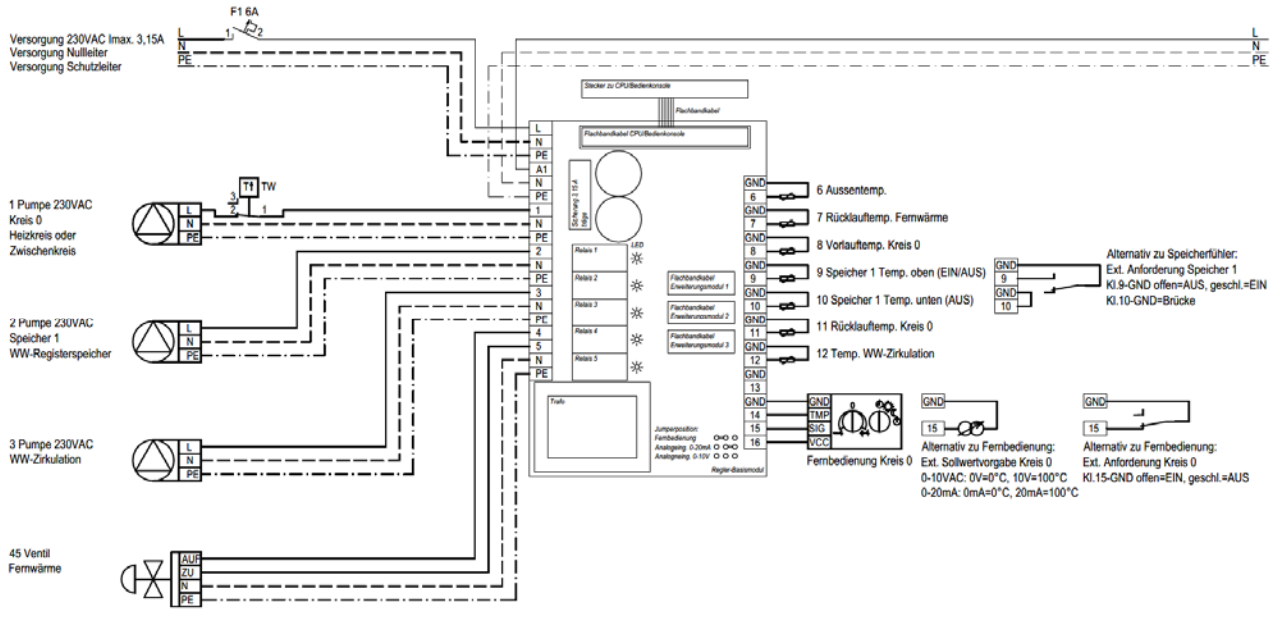 F1 6A
Versorgung 230VAC Imax. 3,15A
Versorgung Nullleiter
Versorgung Schutzleiter
L
N
PE
1
2
L
N
PE
Stecker zu CPU/Bedienkonsole
Flachbandkabel
Flachbandkabel CPU/Bedienkonsole
Sicherung 3.15 A
träge
L
N
PE
A1
N
PE
1
N
PE
2
N
PE
3
N
PE
4
5
N
PE
1 Pumpe 230VAC
Kreis 0
Heizkreis oder
Zwischenkreis
L
N
PE
TW
3
2
1
2 Pumpe 230VAC
Speicher 1
WW-Registerspeicher
L
N
PE
3 Pumpe 230VAC
WW-Zirkulation
L
N
PE
45 Ventil
Fernwärme
AUF
ZU
N
PE
LED
Relais 1
Relais 2
Relais 3
Relais 4
Relais 5
Flachbandkabel
Erweiterungsmodul 1
Flachbandkabel
Erweiterungsmodul 2
Flachbandkabel
Erweiterungsmodul 3
Trafo
Jumperposition:
Fernbedienung
Analogeing. 0-20mA
Analogeing. 0-10V
Regler-Basismodul
GND
6
GND
7
GND
8
GND
9
GND
10
GND
11
GND
12
GND
13
GND
14
15
16
6 Aussentemp.
7 Rücklauftemp. Fernwärme
8 Vorlauftemp. Kreis 0
9 Speicher 1 Temp. oben (EIN/AUS)
10 Speicher 1 Temp. unten (AUS)
11 Rücklauftemp. Kreis 0
12 Temp. WW-Zirkulation
GND
9
GND
10
Alternativ zu Speicherfühler:
Ext. Anforderung Speicher 1
Kl.9-GND offen=AUS, geschl.=EIN
Kl.10-GND=Brücke
GND
TMP
SIG
VCC
0
Fernbedienung Kreis 0
GND
15
Alternativ zu Fernbedienung:
Ext. Sollwertvorgabe Kreis 0
0-10VAC: 0V=0°C, 10V=100°C
0-20mA: 0mA=0°C, 20mA=100°C
GND
15
Alternativ zu Fernbedienung:
Ext. Anforderung Kreis 0
Kl.15-GND offen=EIN, geschl.=AUS